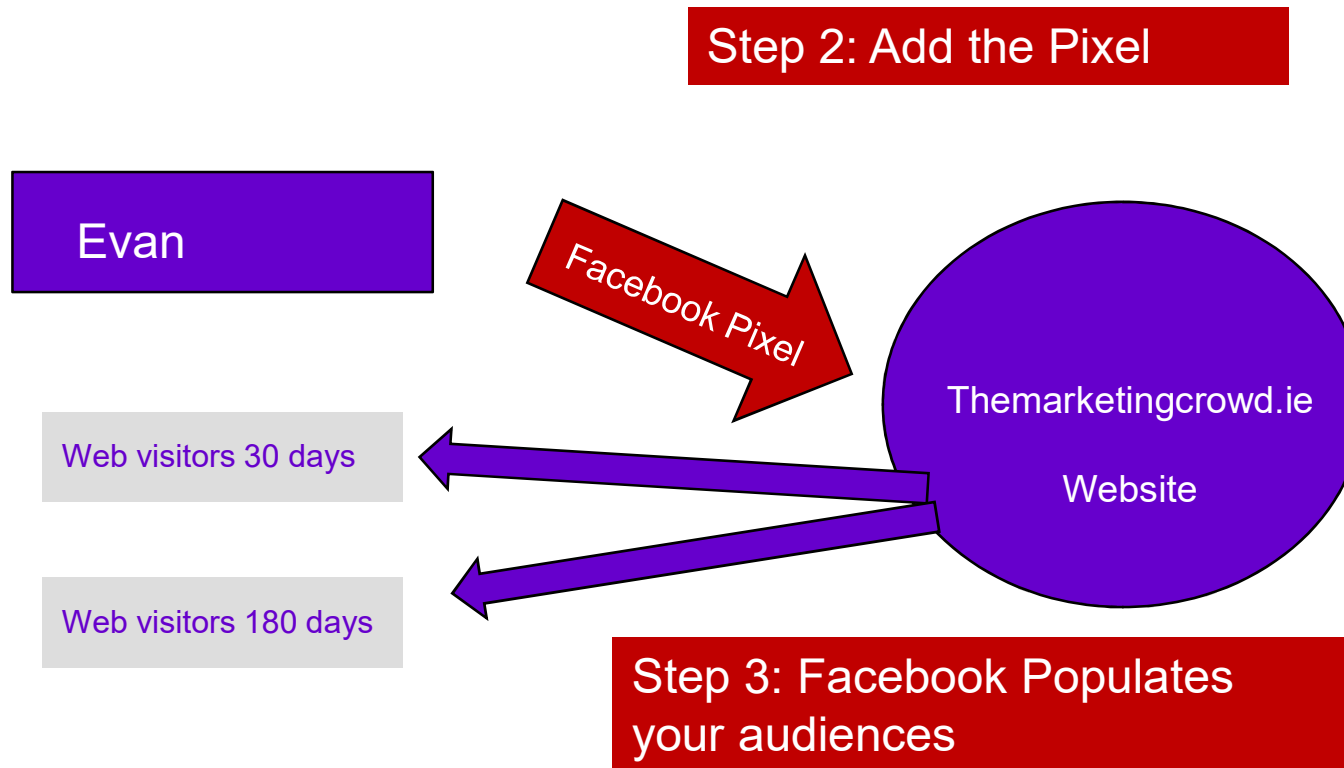 Step 2: Add the Pixel
Evan
Facebook Pixel
Themarketingcrowd.ie
Website
Web visitors 30 days
Web visitors 180 days
Step 3: Facebook Populates
your audiences